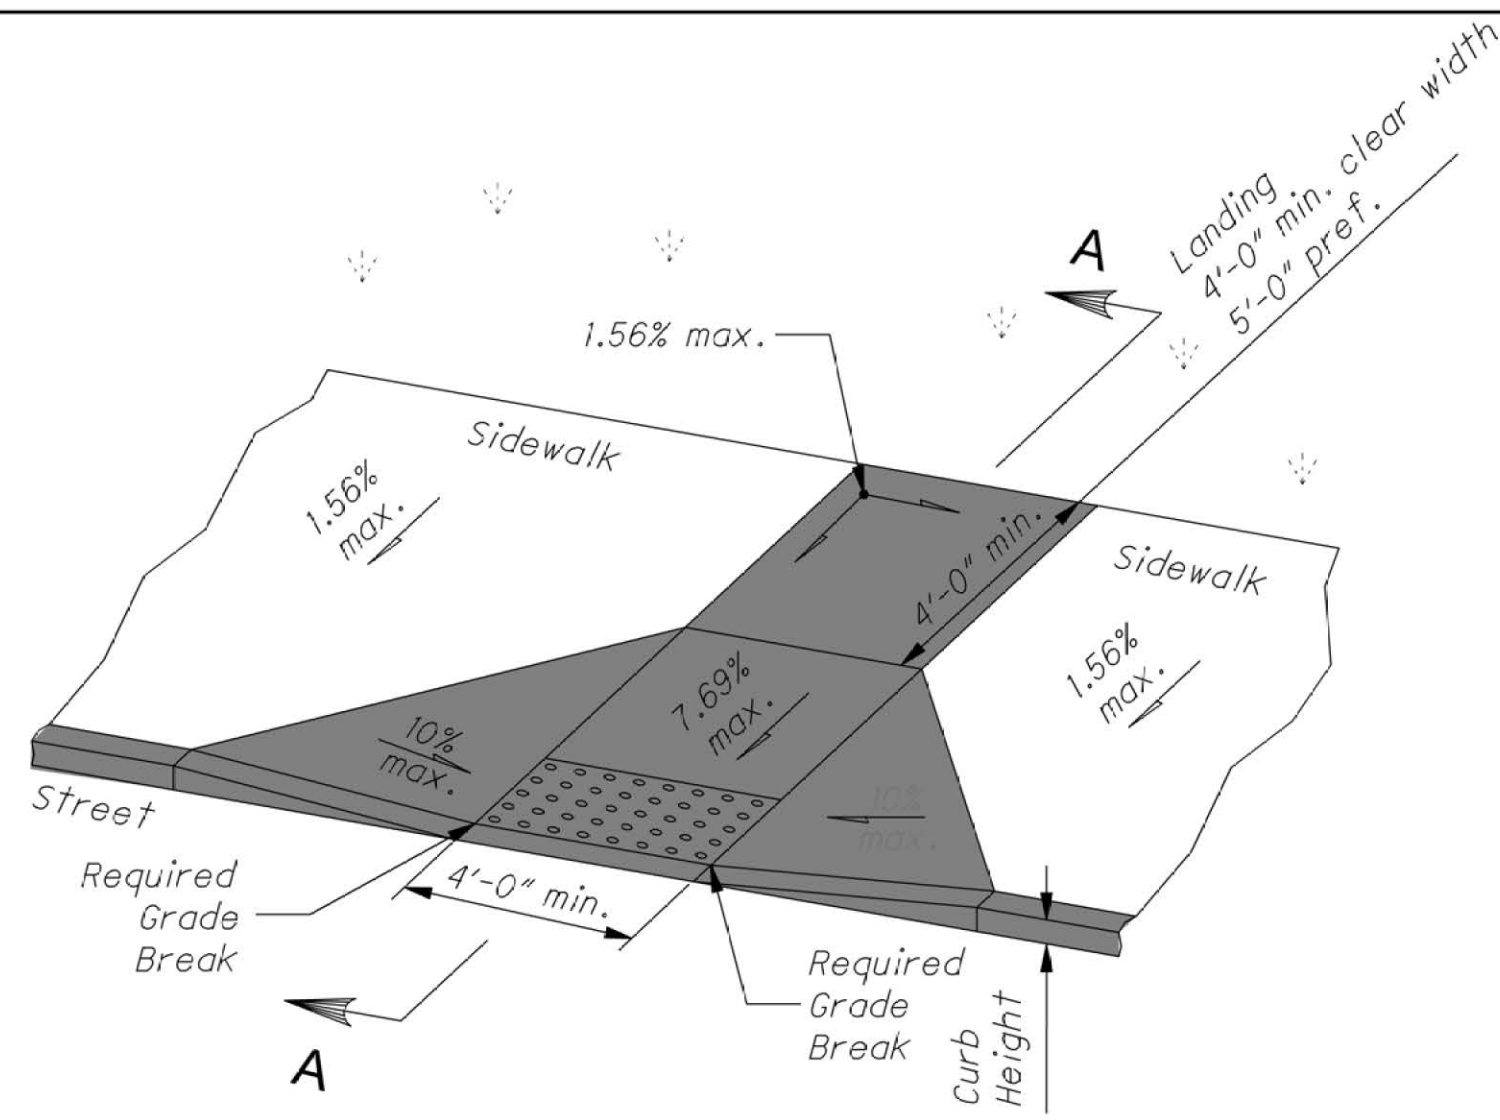 Landing
4'-0" min. clear width
5'-0" pref.
A
1.56% max.
Sidewalk
1.56%
max.
4'-0" min.
Sidewalk
1.56%
max.
7.69%
max.
10%
max.
10%
max.
Street
Required
Grade
Break
4'-0" min.
Required
Grade
Break
Curb
Height
A